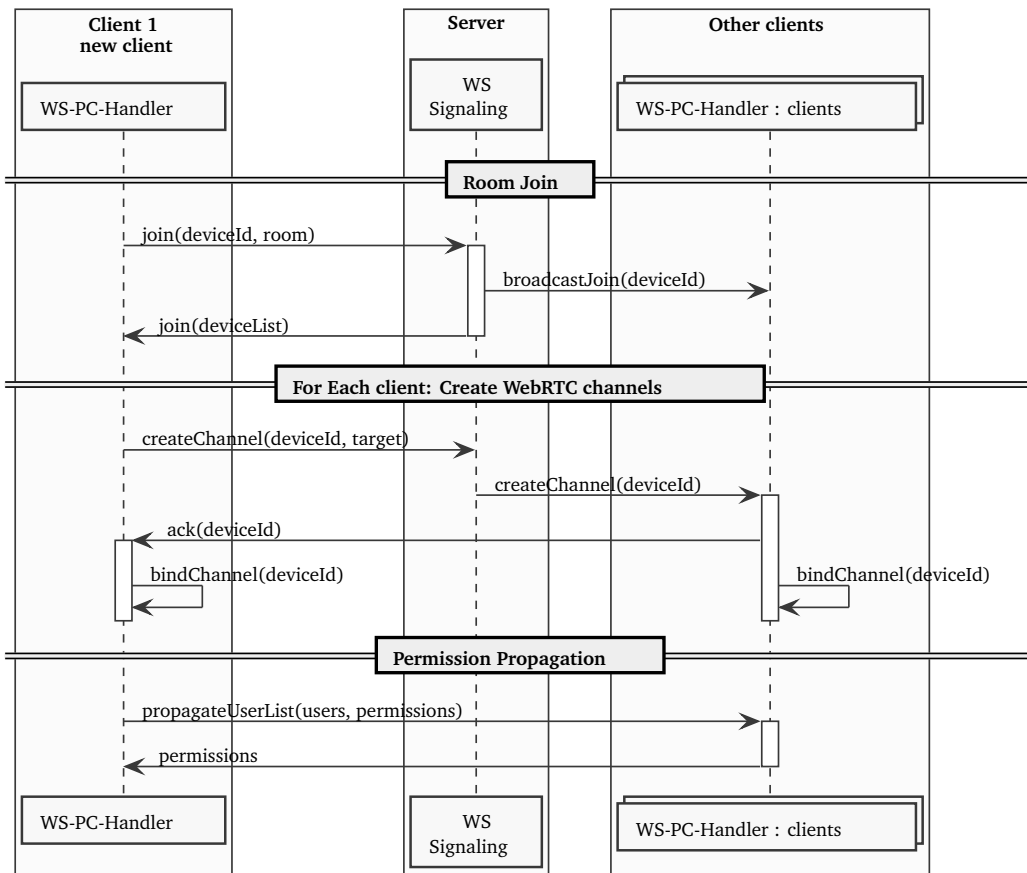 Client 1
new client
Server
Other clients
WS-PC-Handler
WS
Signaling
WS-PC-Handler : clients
Room Join
join(deviceId, room)
broadcastJoin(deviceId)
join(deviceList)
For Each client: Create WebRTC channels
createChannel(deviceId, target)
createChannel(deviceId)
ack(deviceId)
bindChannel(deviceId)
bindChannel(deviceId)
Permission Propagation
propagateUserList(users, permissions)
permissions
WS-PC-Handler
WS
Signaling
WS-PC-Handler : clients